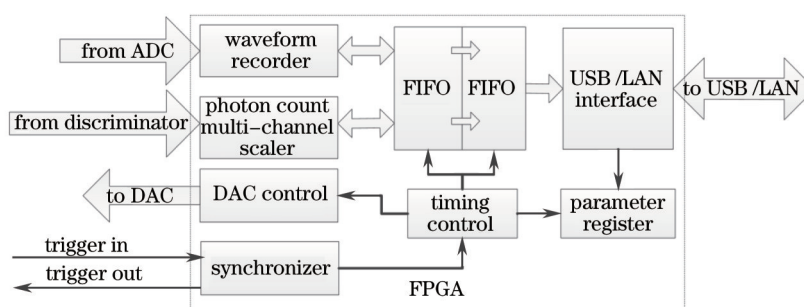 from ADC
waveform
recorder
FIFO
FIFO
USB /LAN
interface
to USB /LAN
from discriminator
photon count
multi-channel
scaler
to DAC
DAC control
timing
control
parameter
register
trigger in
trigger out
synchronizer
FPGA